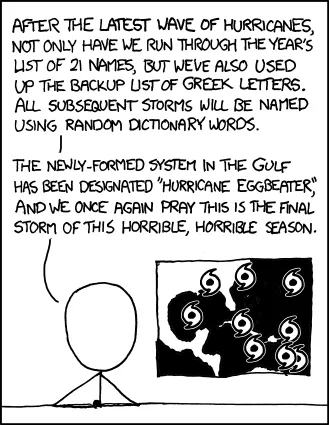 AFTER THE LATEST WAVE OF HURRICANES,
NOT ONLY HAVE WE RUN THROUGH THE YEAR'S
LIST OF 21 NAMES, BUT WE'VE ALSO USED
UP THE BACKUP LIST OF GREEK LETTERS.
ALL SUBSEQUENT STORMS WILL BE NAMED
USING RANDOM DICTIONARY WORDS.
THE NEWLY-FORMED SYSTEM IN THE GULF
HAS BEEN DESIGNATED "HURRICANE EGGBEATER,"
AND WE ONCE AGAIN PRAY THIS IS THE FINAL
STORM OF THIS HORRIBLE, HORRIBLE SEASON.